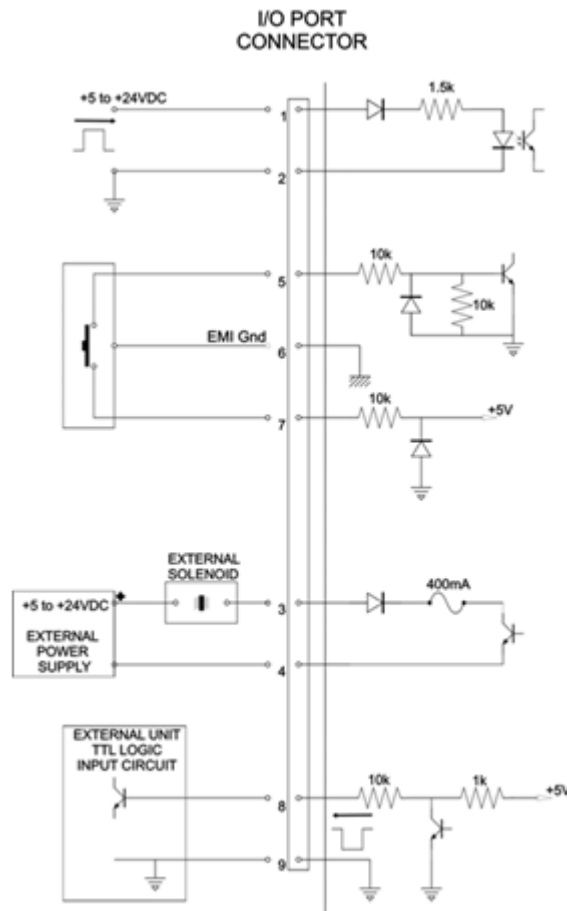 I/O PORT
CONNECTOR
+5 to +24VDC
1
1.5k
2
5
10k
10k
EMI Gnd
6
7
10k
+5V
EXTERNAL
SOLENOID
+
+5 to +24VDC
3
400mA
EXTERNAL
POWER
SUPPLY
4
EXTERNAL UNIT
TTL LOGIC
INPUT CIRCUIT
8
10k
1k
+5V
9